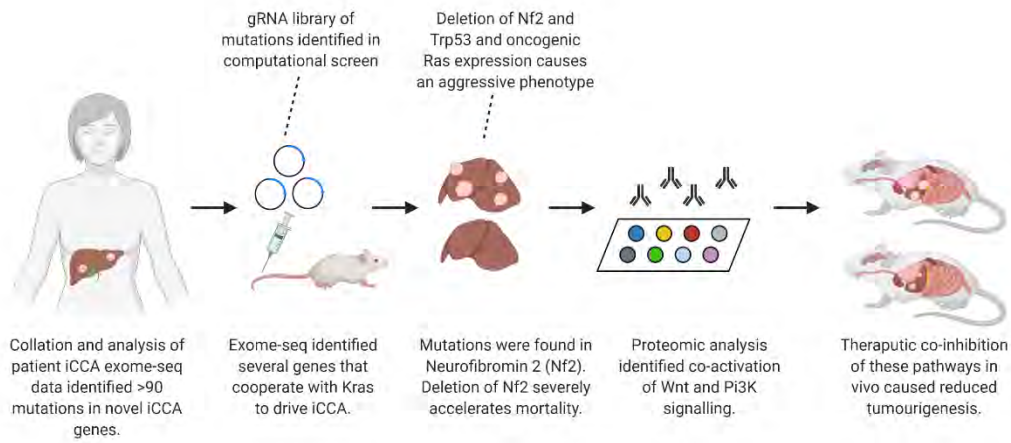 gRNA library of
mutations identified in
computational screen
Deletion of Nf2 and
Trp53 and oncogenic
Ras expression causes
an aggressive phenotype
Collation and analysis of
patient iCCA exome-seq
data identified >90
mutations in novel iCCA
genes.
Exome-seq identified
several genes that
cooperate with Kras
to drive iCCA.
Mutations were found in
Neurofibromin 2 (Nf2).
Deletion of Nf2 severely
accelerates mortality.
Proteomic analysis
identified co-activation
of Wnt and Pi3K
signalling.
Theraputic co-inhibition
of these pathways in
vivo caused reduced
tumourigenesis.